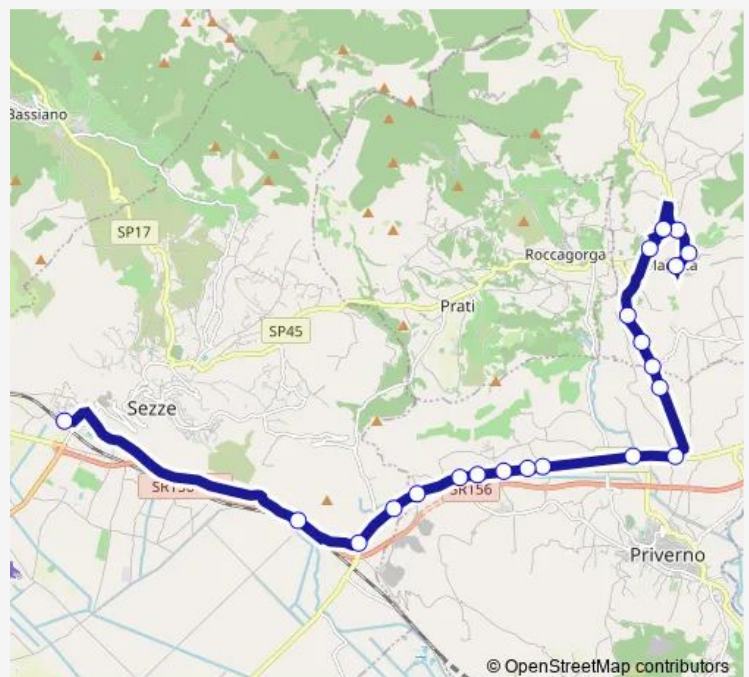 Bassiano
SP17
Roccagorga
Prati
SP45
Sezze
SR156
Priverno
© OpenStreetMap contributors